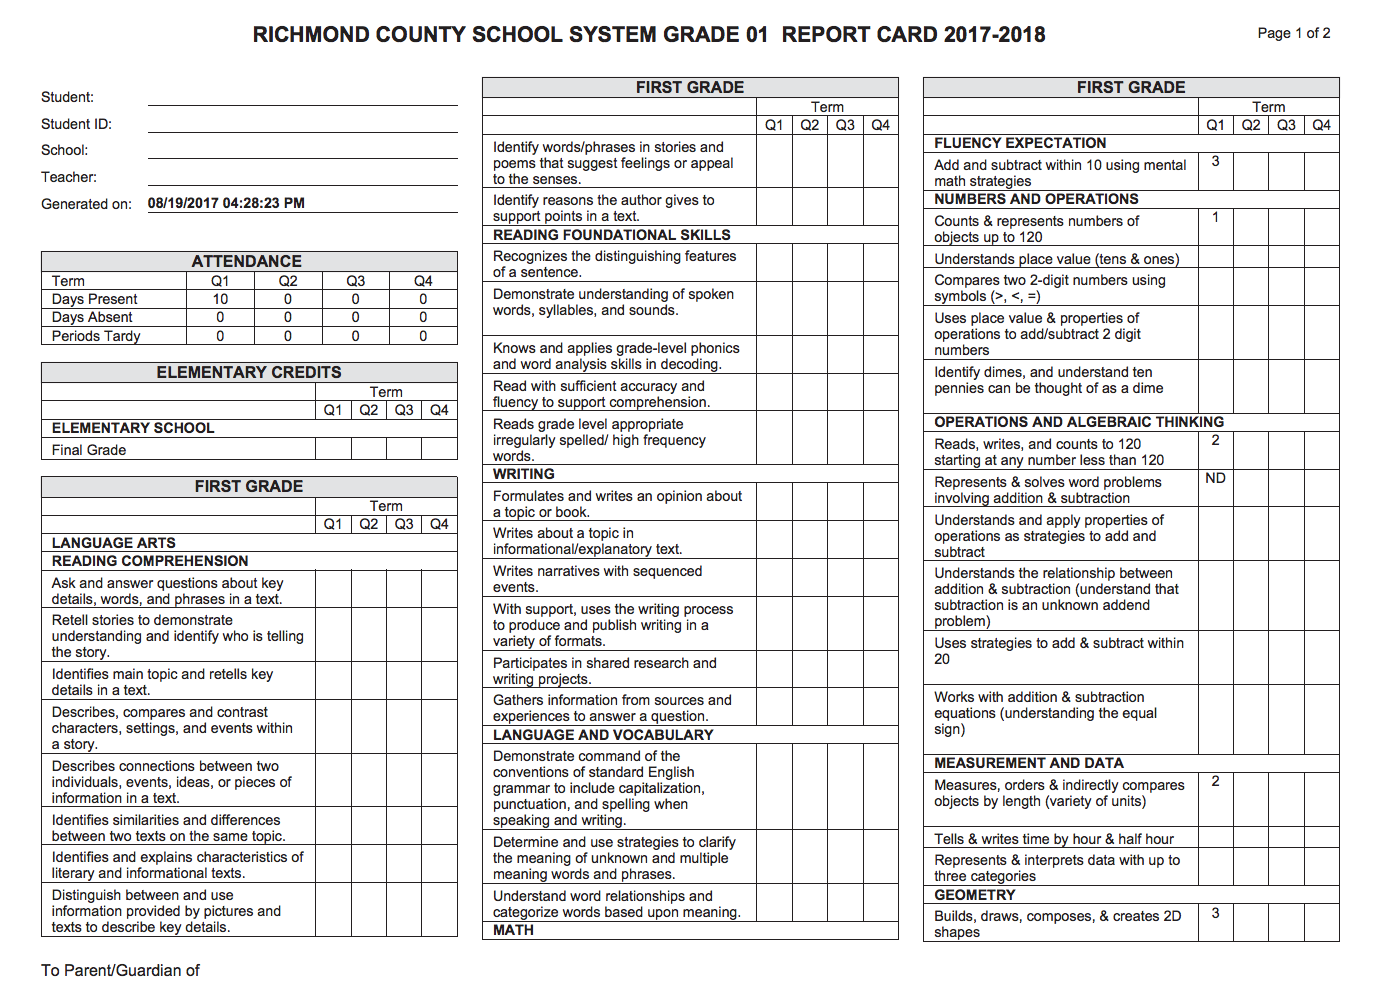 RICHMOND COUNTY SCHOOL SYSTEM GRADE 01 REPORT CARD 2017-2018
Page 1 of 2
Student:
Student ID:
School:
Teacher:
Generated on: 08/19/2017 04:28:23 PM
ATTENDANCE
Term Q1 Q2 Q3 Q4
Days Present 10 0 0 0
Days Absent 0 0 0 0
Periods Tardy 0 0 0 0
ELEMENTARY CREDITS
Term
Q1 Q2 Q3 Q4
ELEMENTARY SCHOOL
Final Grade
FIRST GRADE
Term
Q1 Q2 Q3 Q4
LANGUAGE ARTS
READING COMPREHENSION
Ask and answer questions about key
details, words, and phrases in a text.
Retell stories to demonstrate
understanding and identify who is telling
the story.
Identifies main topic and retells key
details in a text.
Describes, compares and contrast
characters, settings, and events within
a story.
Describes connections between two
individuals, events, ideas, or pieces of
information in a text.
Identifies similarities and differences
between two texts on the same topic.
Identifies and explains characteristics of
literary and informational texts.
Distinguish between and use
information provided by pictures and
texts to describe key details.
To Parent/Guardian of
FIRST GRADE
Term
Q1 Q2 Q3 Q4
Identify words/phrases in stories and
poems that suggest feelings or appeal
to the senses.
Identify reasons the author gives to
support points in a text.
READING FOUNDATIONAL SKILLS
Recognizes the distinguishing features
of a sentence.
Demonstrate understanding of spoken
words, syllables, and sounds.
Knows and applies grade-level phonics
and word analysis skills in decoding.
Read with sufficient accuracy and
fluency to support comprehension.
Reads grade level appropriate
irregularly spelled/ high frequency
words.
WRITING
Formulates and writes an opinion about
a topic or book.
Writes about a topic in
informational/explanatory text.
Writes narratives with sequenced
events.
With support, uses the writing process
to produce and publish writing in a
variety of formats.
Participates in shared research and
writing projects.
Gathers information from sources and
experiences to answer a question.
LANGUAGE AND VOCABULARY
Demonstrate command of the
conventions of standard English
grammar to include capitalization,
punctuation, and spelling when
speaking and writing.
Determine and use strategies to clarify
the meaning of unknown and multiple
meaning words and phrases.
Understand word relationships and
categorize words based upon meaning.
MATH
FIRST GRADE
Term
Q1 Q2 Q3 Q4
FLUENCY EXPECTATION
Add and subtract within 10 using mental 3
math strategies
NUMBERS AND OPERATIONS
Counts & represents numbers of 1
objects up to 120
Understands place value (tens & ones)
Compares two 2-digit numbers using
symbols (>, <, =)
Uses place value & properties of
operations to add/subtract 2 digit
numbers
Identify dimes, and understand ten
pennies can be thought of as a dime
OPERATIONS AND ALGEBRAIC THINKING
Reads, writes, and counts to 120 2
starting at any number less than 120
Represents & solves word problems ND
involving addition & subtraction
Understands and apply properties of
operations as strategies to add and
subtract
Understands the relationship between
addition & subtraction (understand that
subtraction is an unknown addend
problem)
Uses strategies to add & subtract within
20
Works with addition & subtraction
equations (understanding the equal
sign)
MEASUREMENT AND DATA
Measures, orders & indirectly compares 2
objects by length (variety of units)
Tells & writes time by hour & half hour
Represents & interprets data with up to
three categories
GEOMETRY
Builds, draws, composes, & creates 2D 3
shapes